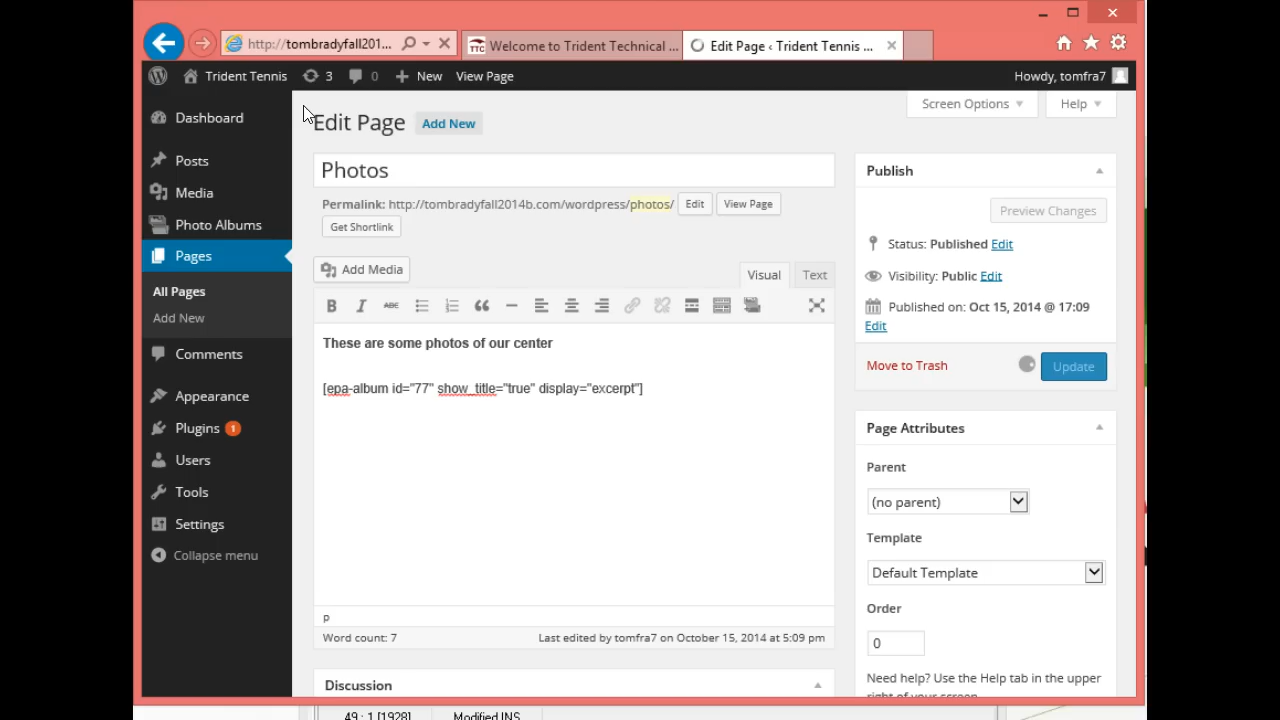 http://tombradyfall201...
TTC Welcome to Trident Technical ...
Edit Page ‹ Trident Tennis ...
Trident Tennis 3 0 New View Page
Howdy, tomfra7
Screen Options
Help
Dashboard
Posts
Media
Photo Albums
Pages
All Pages
Add New
Comments
Appearance
Plugins 1
Users
Tools
Settings
Collapse menu
Edit Page Add New
Photos
Permalink: http://tombradyfall2014b.com/wordpress/photos/ Edit View Page
Get Shortlink
Add Media
Visual Text
B I ABC
These are some photos of our center
[epa-album id="77" show_title="true" display="excerpt"]
p
Word count: 7 Last edited by tomfra7 on October 15, 2014 at 5:09 pm
Discussion
Publish
Preview Changes
Status: Published Edit
Visibility: Public Edit
Published on: Oct 15, 2014 @ 17:09
Edit
Move to Trash Update
Page Attributes
Parent
(no parent)
Template
Default Template
Order
0
Need help? Use the Help tab in the upper
right of your screen.
49 : 1 [1928] Modified INS